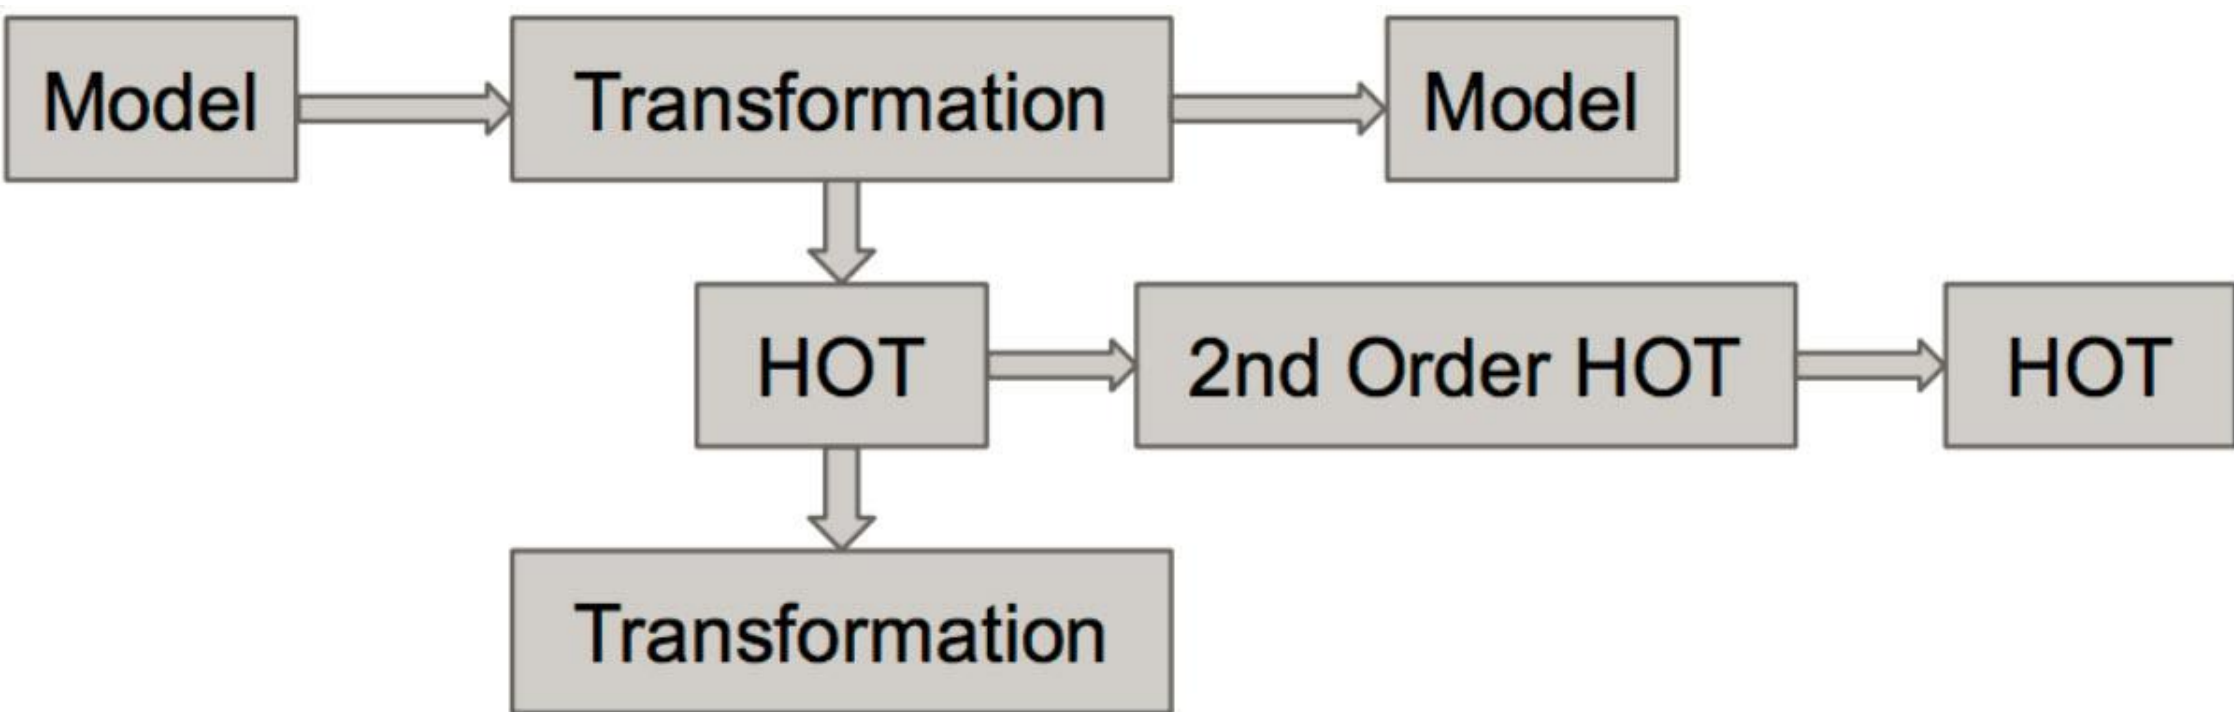 Model
Transformation
Model
HOT
2nd Order HOT
HOT
Transformation